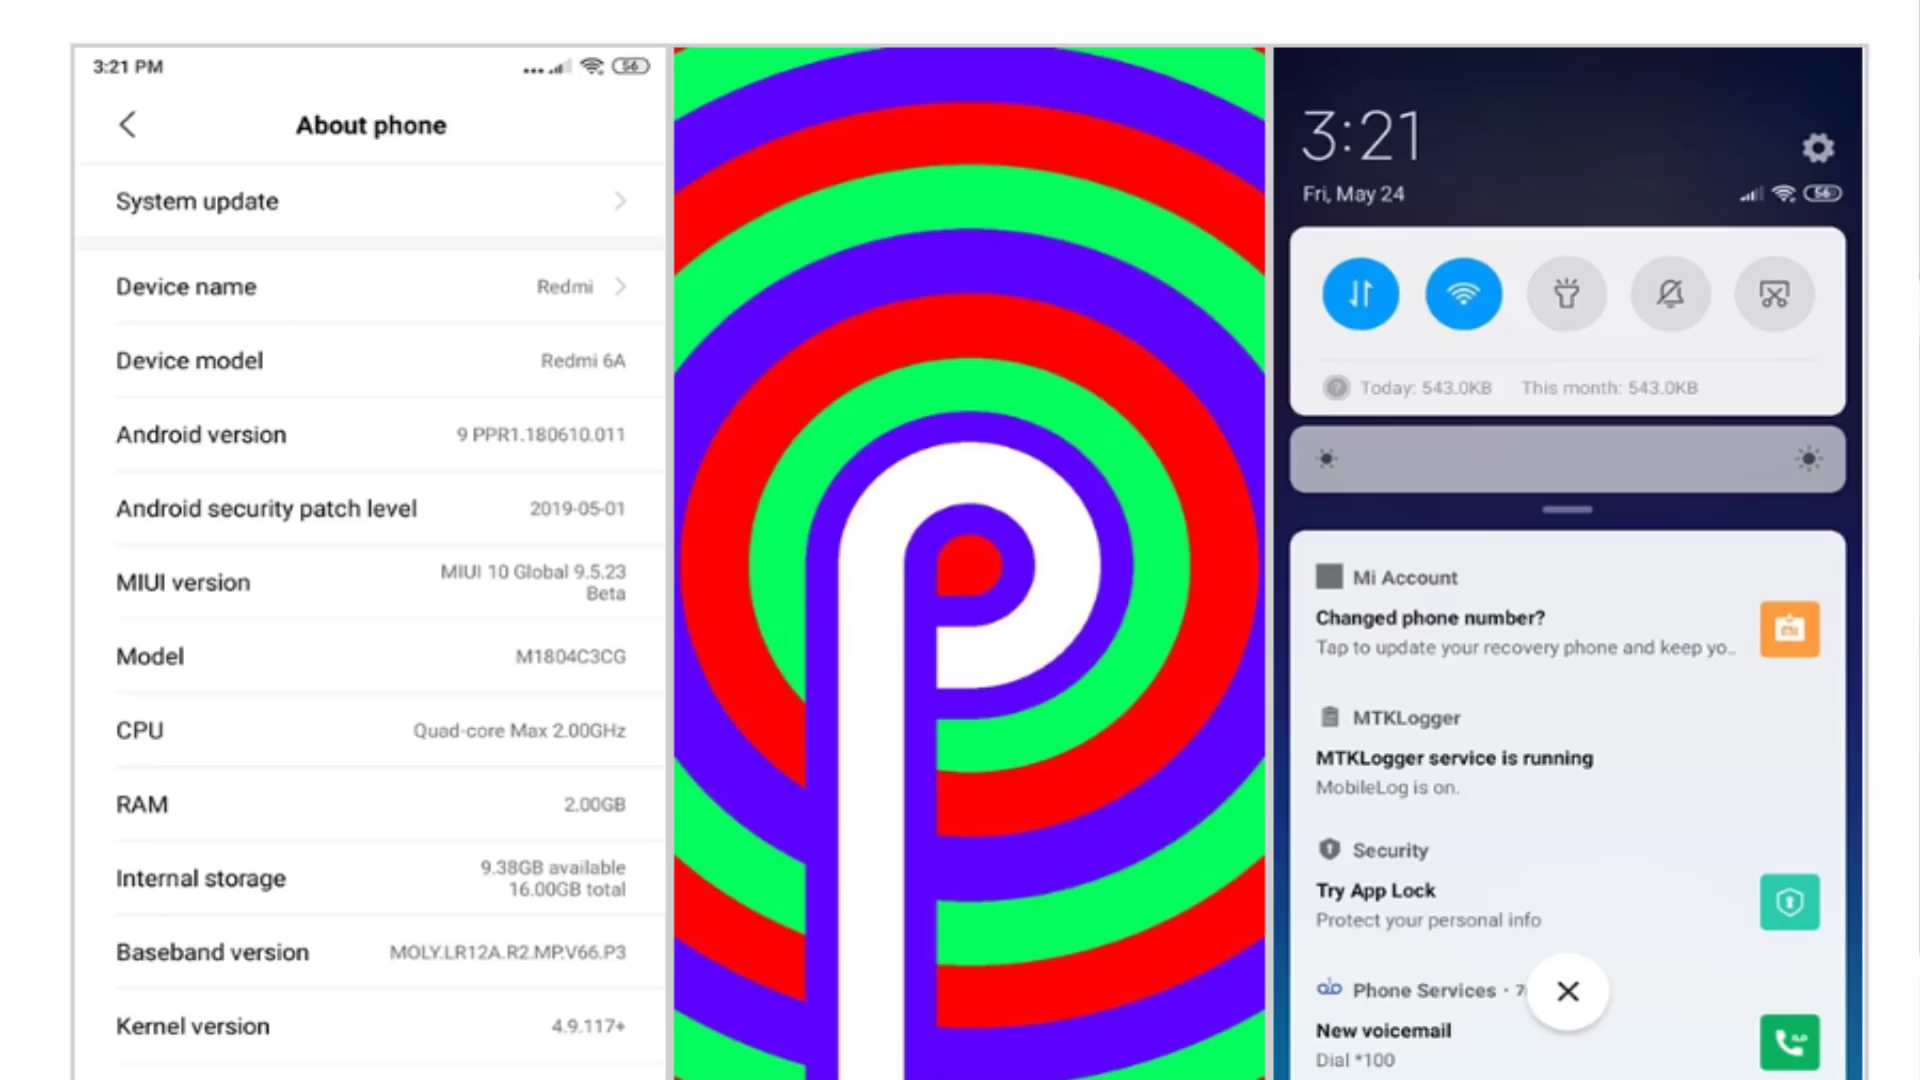 3:21 PM
56
About phone
System update
Device name
Redmi
Device model
Redmi 6A
Android version
9 PPR1.180610.011
Android security patch level
2019-05-01
MIUI version
MIUI 10 Global 9.5.23
Beta
Model
M1804C3CG
CPU
Quad-core Max 2.00GHz
RAM
2.00GB
Internal storage
9.38GB available
16.00GB total
Baseband version
MOLY.LR12A.R2.MP.V66.P3
Kernel version
4.9.117+
3:21
Fri, May 24
56
Today: 543.0KB This month: 543.0KB
Mi Account
Changed phone number?
Tap to update your recovery phone and keep yo..
MTKLogger
MTKLogger service is running
MobileLog is on.
Security
Try App Lock
Protect your personal info
Phone Services · 7
New voicemail
Dial *100